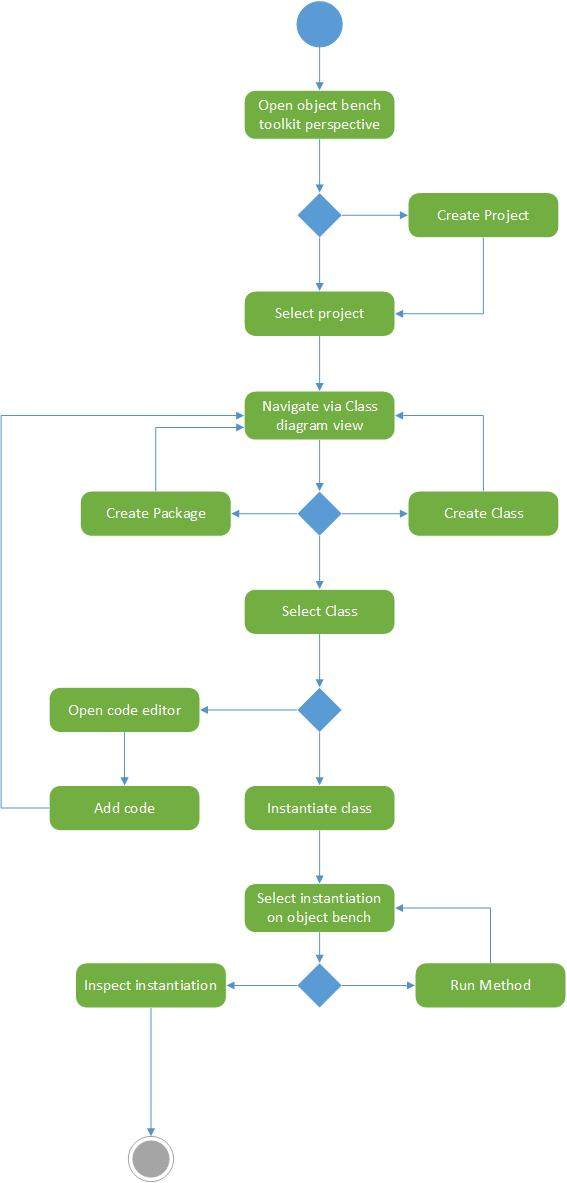 Open object bench
toolkit perspective
Create Project
Select project
Navigate via Class
diagram view
Create Package
Create Class
Select Class
Open code editor
Add code
Instantiate class
Select instantiation
on object bench
Inspect instantiation
Run Method